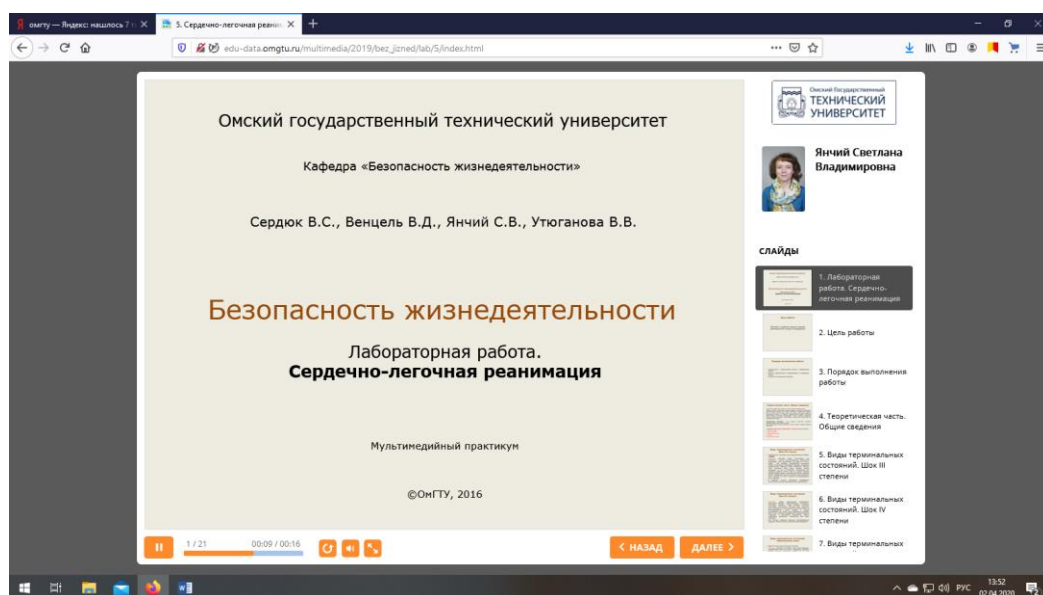 омгту — Яндекс: нашлось 7 т
5. Сердечно-легочная реаним
edu-data.omgtu.ru/multimedia/2019/bez_jizned/lab/5/index.html
Омский государственный технический университет
Кафедра «Безопасность жизнедеятельности»
Сердюк В.С., Венцель В.Д., Янчий С.В., Утюганова В.В.
Безопасность жизнедеятельности
Лабораторная работа.
Сердечно-легочная реанимация
Мультимедийный практикум
©ОмГТУ, 2016
1 / 21
00:09 / 00:16
< НАЗАД
ДАЛЕЕ >
Омский Государственный
ТЕХНИЧЕСКИЙ
УНИВЕРСИТЕТ
Янчий Светлана
Владимировна
СЛАЙДЫ
1. Лабораторная
работа. Сердечно-
легочная реанимация
2. Цель работы
3. Порядок выполнения
работы
4. Теоретическая часть.
Общие сведения
5. Виды терминальных
состояний. Шок III
степени
6. Виды терминальных
состояний. Шок IV
степени
7. Виды терминальных
РУС
13:52
02.04.2020